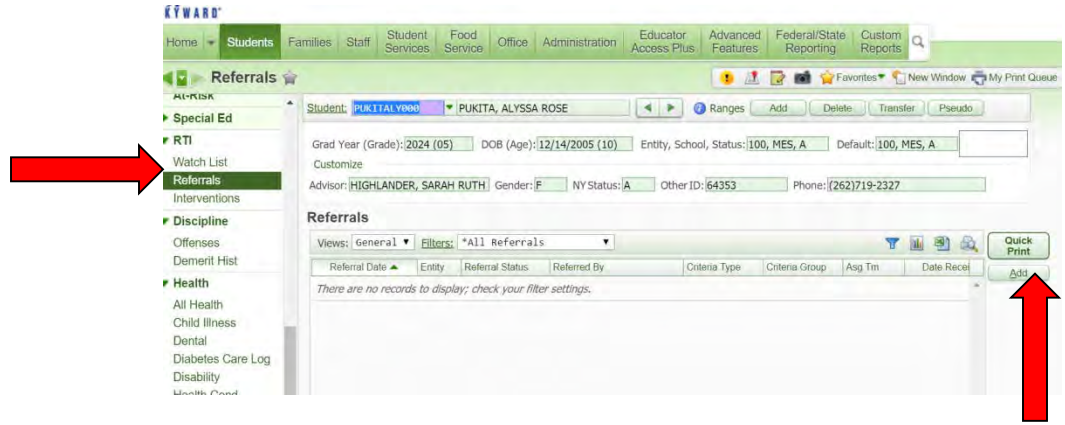 KYWARD
Home Students Families Staff Student Services Food Service Office Administration Educator Access Plus Advanced Features Federal/State Reporting Custom Reports
Referrals Favorites New Window My Print Queue
At-Risk
Special Ed
RTI
Watch List
Referrals
Interventions
Discipline
Offenses
Demerit Hist
Health
All Health
Child Illness
Dental
Diabetes Care Log
Disability
Health Cond
Student: PUKITALY000 PUKITA, ALYSSA ROSE Ranges Add Delete Transfer Pseudo
Grad Year (Grade): 2024 (05) DOB (Age): 12/14/2005 (10) Entity, School, Status: 100, MES, A Default: 100, MES, A
Customize
Advisor: HIGHLANDER, SARAH RUTH Gender: F NY Status: A Other ID: 64353 Phone: (262)719-2327
Referrals
Views: General Filters: *All Referrals Quick Print
Referral Date Entity Referral Status Referred By Criteria Type Criteria Group Asg Tm Date Recei
Add
There are no records to display; check your filter settings.